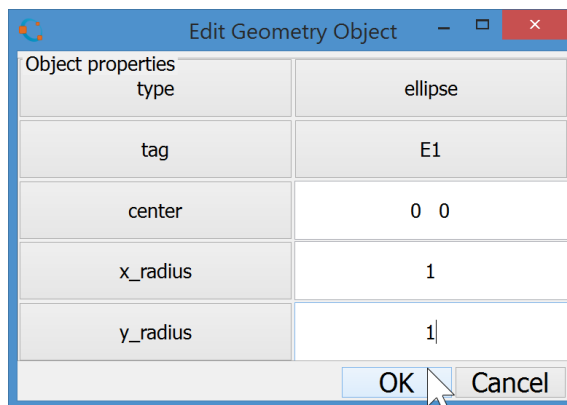 Edit Geometry Object
Object properties
type ellipse
tag E1
center 0 0
x_radius 1
y_radius 1
OK Cancel